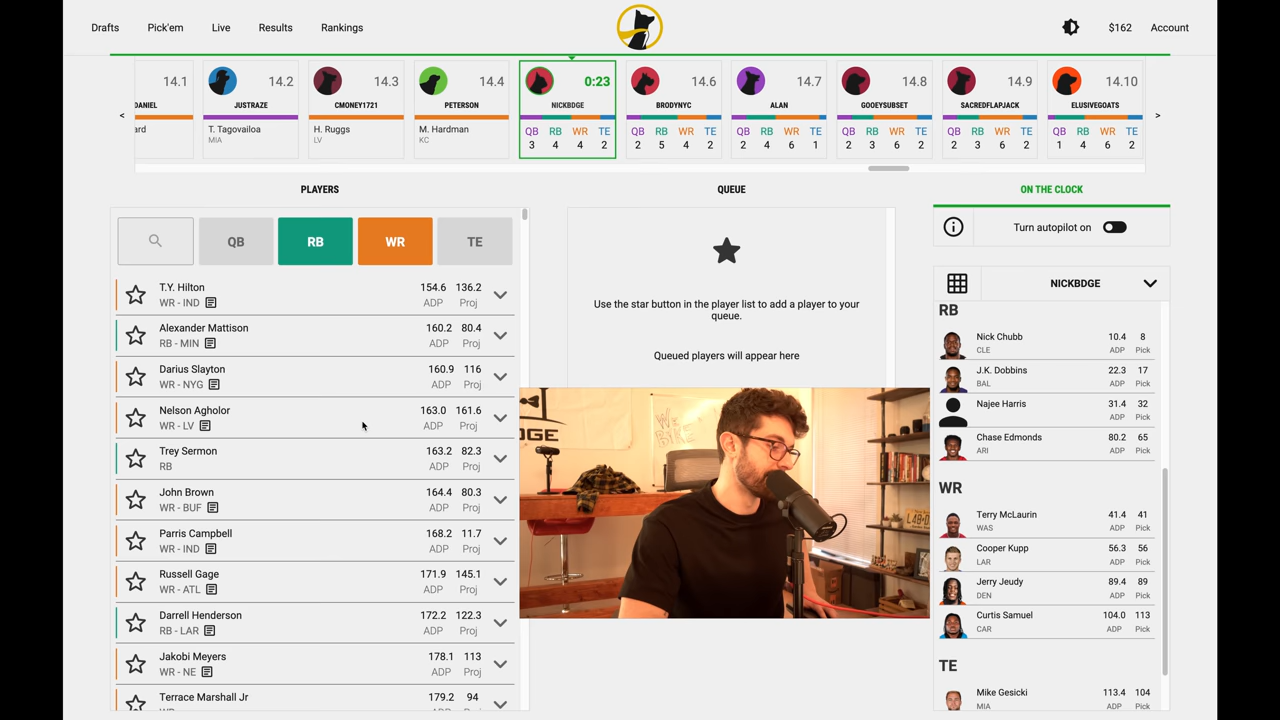 Drafts Pick'em Live Results Rankings
$162 Account
14.1 14.2 14.3 14.4 0:23 14.6 14.7 14.8 14.9 14.10
DANIEL JUSTRAZE CMONEY1721 PETERSON NICKBDGE BRODYNYC ALAN GOOEYSUBSET SACREDFLAPJACK ELUSIVEGOATS
ard T. Tagovailoa H. Ruggs M. Hardman QB RB WR TE QB RB WR TE QB RB WR TE QB RB WR TE QB RB WR TE QB RB WR TE
MIA LV KC 3 4 4 2 2 5 4 2 2 4 6 1 2 3 6 2 2 3 6 2 1 4 6 2
< >
PLAYERS
QB RB WR TE
T.Y. Hilton 154.6 136.2
WR - IND ADP Proj
Alexander Mattison 160.2 80.4
RB - MIN ADP Proj
Darius Slayton 160.9 116
WR - NYG ADP Proj
Nelson Agholor 163.0 161.6
WR - LV ADP Proj
Trey Sermon 163.2 82.3
RB ADP Proj
John Brown 164.4 80.3
WR - BUF ADP Proj
Parris Campbell 168.2 11.7
WR - IND ADP Proj
Russell Gage 171.9 145.1
WR - ATL ADP Proj
Darrell Henderson 172.2 122.3
RB - LAR ADP Proj
Jakobi Meyers 178.1 113
WR - NE ADP Proj
Terrace Marshall Jr 179.2 94
QUEUE
Use the star button in the player list to add a player to your
queue.
Queued players will appear here
ON THE CLOCK
Turn autopilot on
NICKBDGE
RB
Nick Chubb 10.4 8
CLE ADP Pick
J.K. Dobbins 22.3 17
BAL ADP Pick
Najee Harris 31.4 32
ADP Pick
Chase Edmonds 80.2 65
ARI ADP Pick
WR
Terry McLaurin 41.4 41
WAS ADP Pick
Cooper Kupp 56.3 56
LAR ADP Pick
Jerry Jeudy 89.4 89
DEN ADP Pick
Curtis Samuel 104.0 113
CAR ADP Pick
TE
Mike Gesicki 113.4 104
MIA ADP Pick